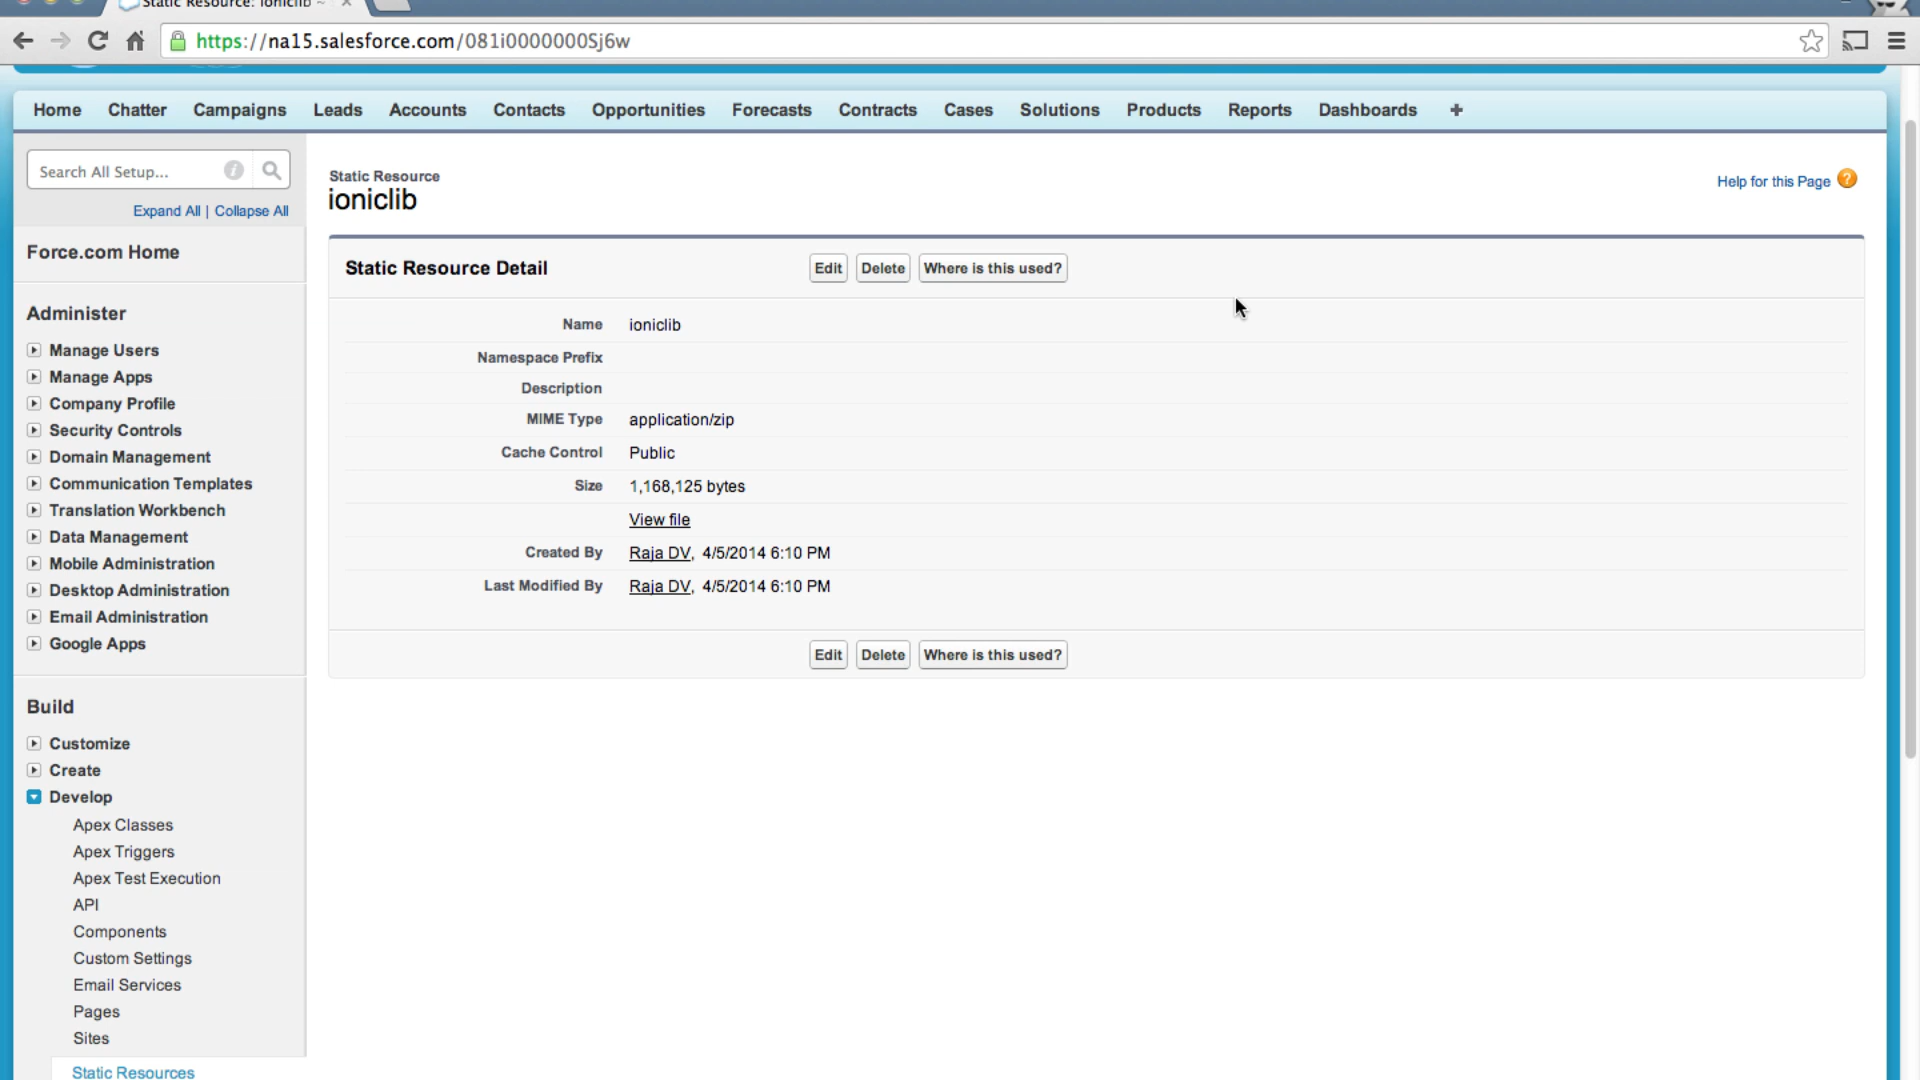 Static Resource: ioniclib ~
https://na15.salesforce.com/081i0000000Sj6w
Home Chatter Campaigns Leads Accounts Contacts Opportunities Forecasts Contracts Cases Solutions Products Reports Dashboards +
Search All Setup...
Expand All | Collapse All
Force.com Home
Administer
Manage Users
Manage Apps
Company Profile
Security Controls
Domain Management
Communication Templates
Translation Workbench
Data Management
Mobile Administration
Desktop Administration
Email Administration
Google Apps
Build
Customize
Create
Develop
Apex Classes
Apex Triggers
Apex Test Execution
API
Components
Custom Settings
Email Services
Pages
Sites
Static Resources
Static Resource
ioniclib
Help for this Page ?
Static Resource Detail Edit Delete Where is this used?
Name ioniclib
Namespace Prefix
Description
MIME Type application/zip
Cache Control Public
Size 1,168,125 bytes
View file
Created By Raja DV, 4/5/2014 6:10 PM
Last Modified By Raja DV, 4/5/2014 6:10 PM
Edit Delete Where is this used?